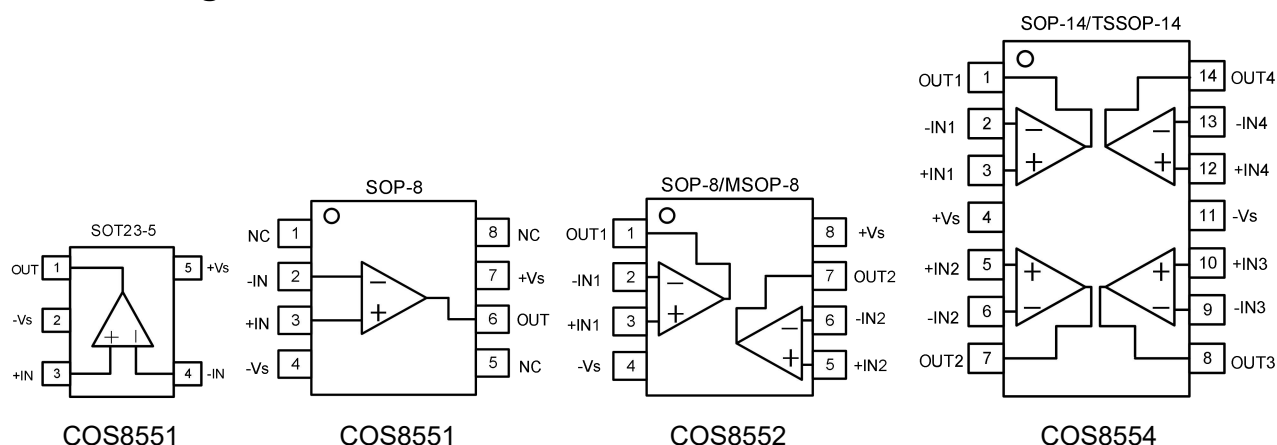 SOT23-5
OUT 1
-Vs 2
+IN 3
5 +Vs
4 -IN
+ −
COS8551
SOP-8
NC 1
-IN 2
+IN 3
-Vs 4
8 NC
7 +Vs
6 OUT
5 NC
−
+
COS8551
SOP-8/MSOP-8
OUT1 1
-IN1 2
+IN1 3
-Vs 4
8 +Vs
7 OUT2
6 -IN2
5 +IN2
−
+
−
+
COS8552
SOP-14/TSSOP-14
OUT1 1
-IN1 2
+IN1 3
+Vs 4
+IN2 5
-IN2 6
OUT2 7
14 OUT4
13 -IN4
12 +IN4
11 -Vs
10 +IN3
9 -IN3
8 OUT3
− −
+ +
+ +
− −
COS8554